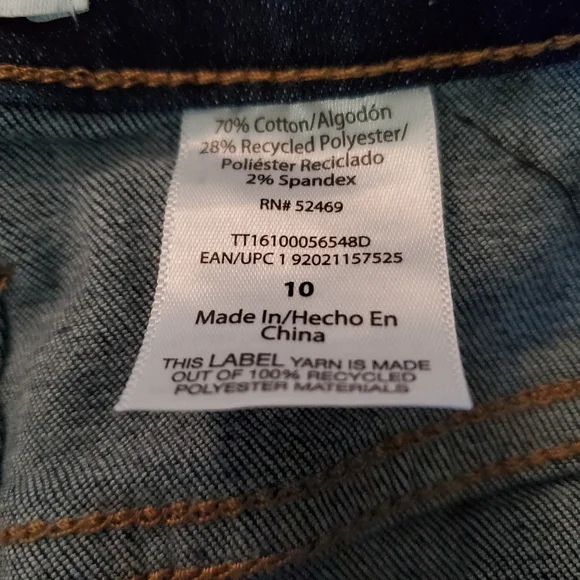 70% Cotton/Algodón
28% Recycled Polyester/
Poliéster Reciclado
2% Spandex
RN# 52469
TT16100056548D
EAN/UPC 1 92021157525
10
Made In/Hecho En
China
THIS LABEL YARN IS MADE
OUT OF 100% RECYCLED
POLYESTER MATERIALS